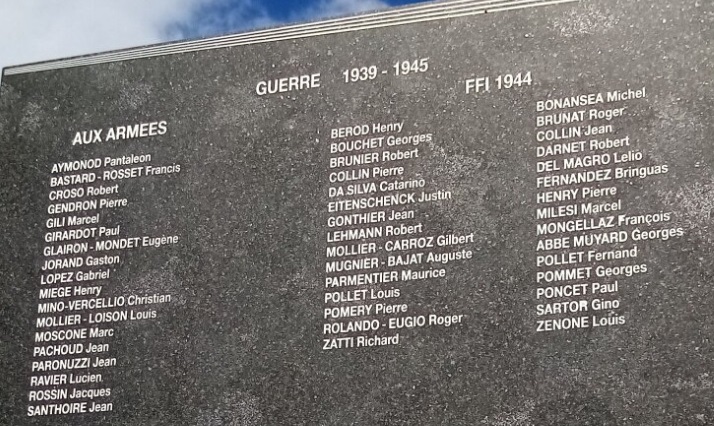 GUERRE 1939 - 1945
AUX ARMEES
AYMONOD Pantaleon
BASTARD - ROSSET Francis
CROSO Robert
GENDRON Pierre
GILI Marcel
GIRARDOT Paul
GLAIRON - MONDET Eugène
JORAND Gaston
LOPEZ Gabriel
MIEGE Henry
MINO-VERCELLIO Christian
MOLLIER - LOISON Louis
MOSCONE Marc
PACHOUD Jean
PARONUZZI Jean
RAVIER Lucien
ROSSIN Jacques
SANTHOIRE Jean
FFI 1944
BEROD Henry
BOUCHET Georges
BRUNIER Robert
COLLIN Pierre
DA SILVA Catarino
EITENSCHENCK Justin
GONTHIER Jean
LEHMANN Robert
MOLLIER - CARROZ Gilbert
MUGNIER - BAJAT Auguste
PARMENTIER Maurice
POLLET Louis
POMERY Pierre
ROLANDO - EUGIO Roger
ZATTI Richard
BONANSEA Michel
BRUNAT Roger
COLLIN Jean
DARNET Robert
DEL MAGRO Lelio
FERNANDEZ Bringuas
HENRY Pierre
MILESI Marcel
MONGELLAZ François
ABBE MUYARD Georges
POLLET Fernand
POMMET Georges
PONCET Paul
SARTOR Gino
ZENONE Louis